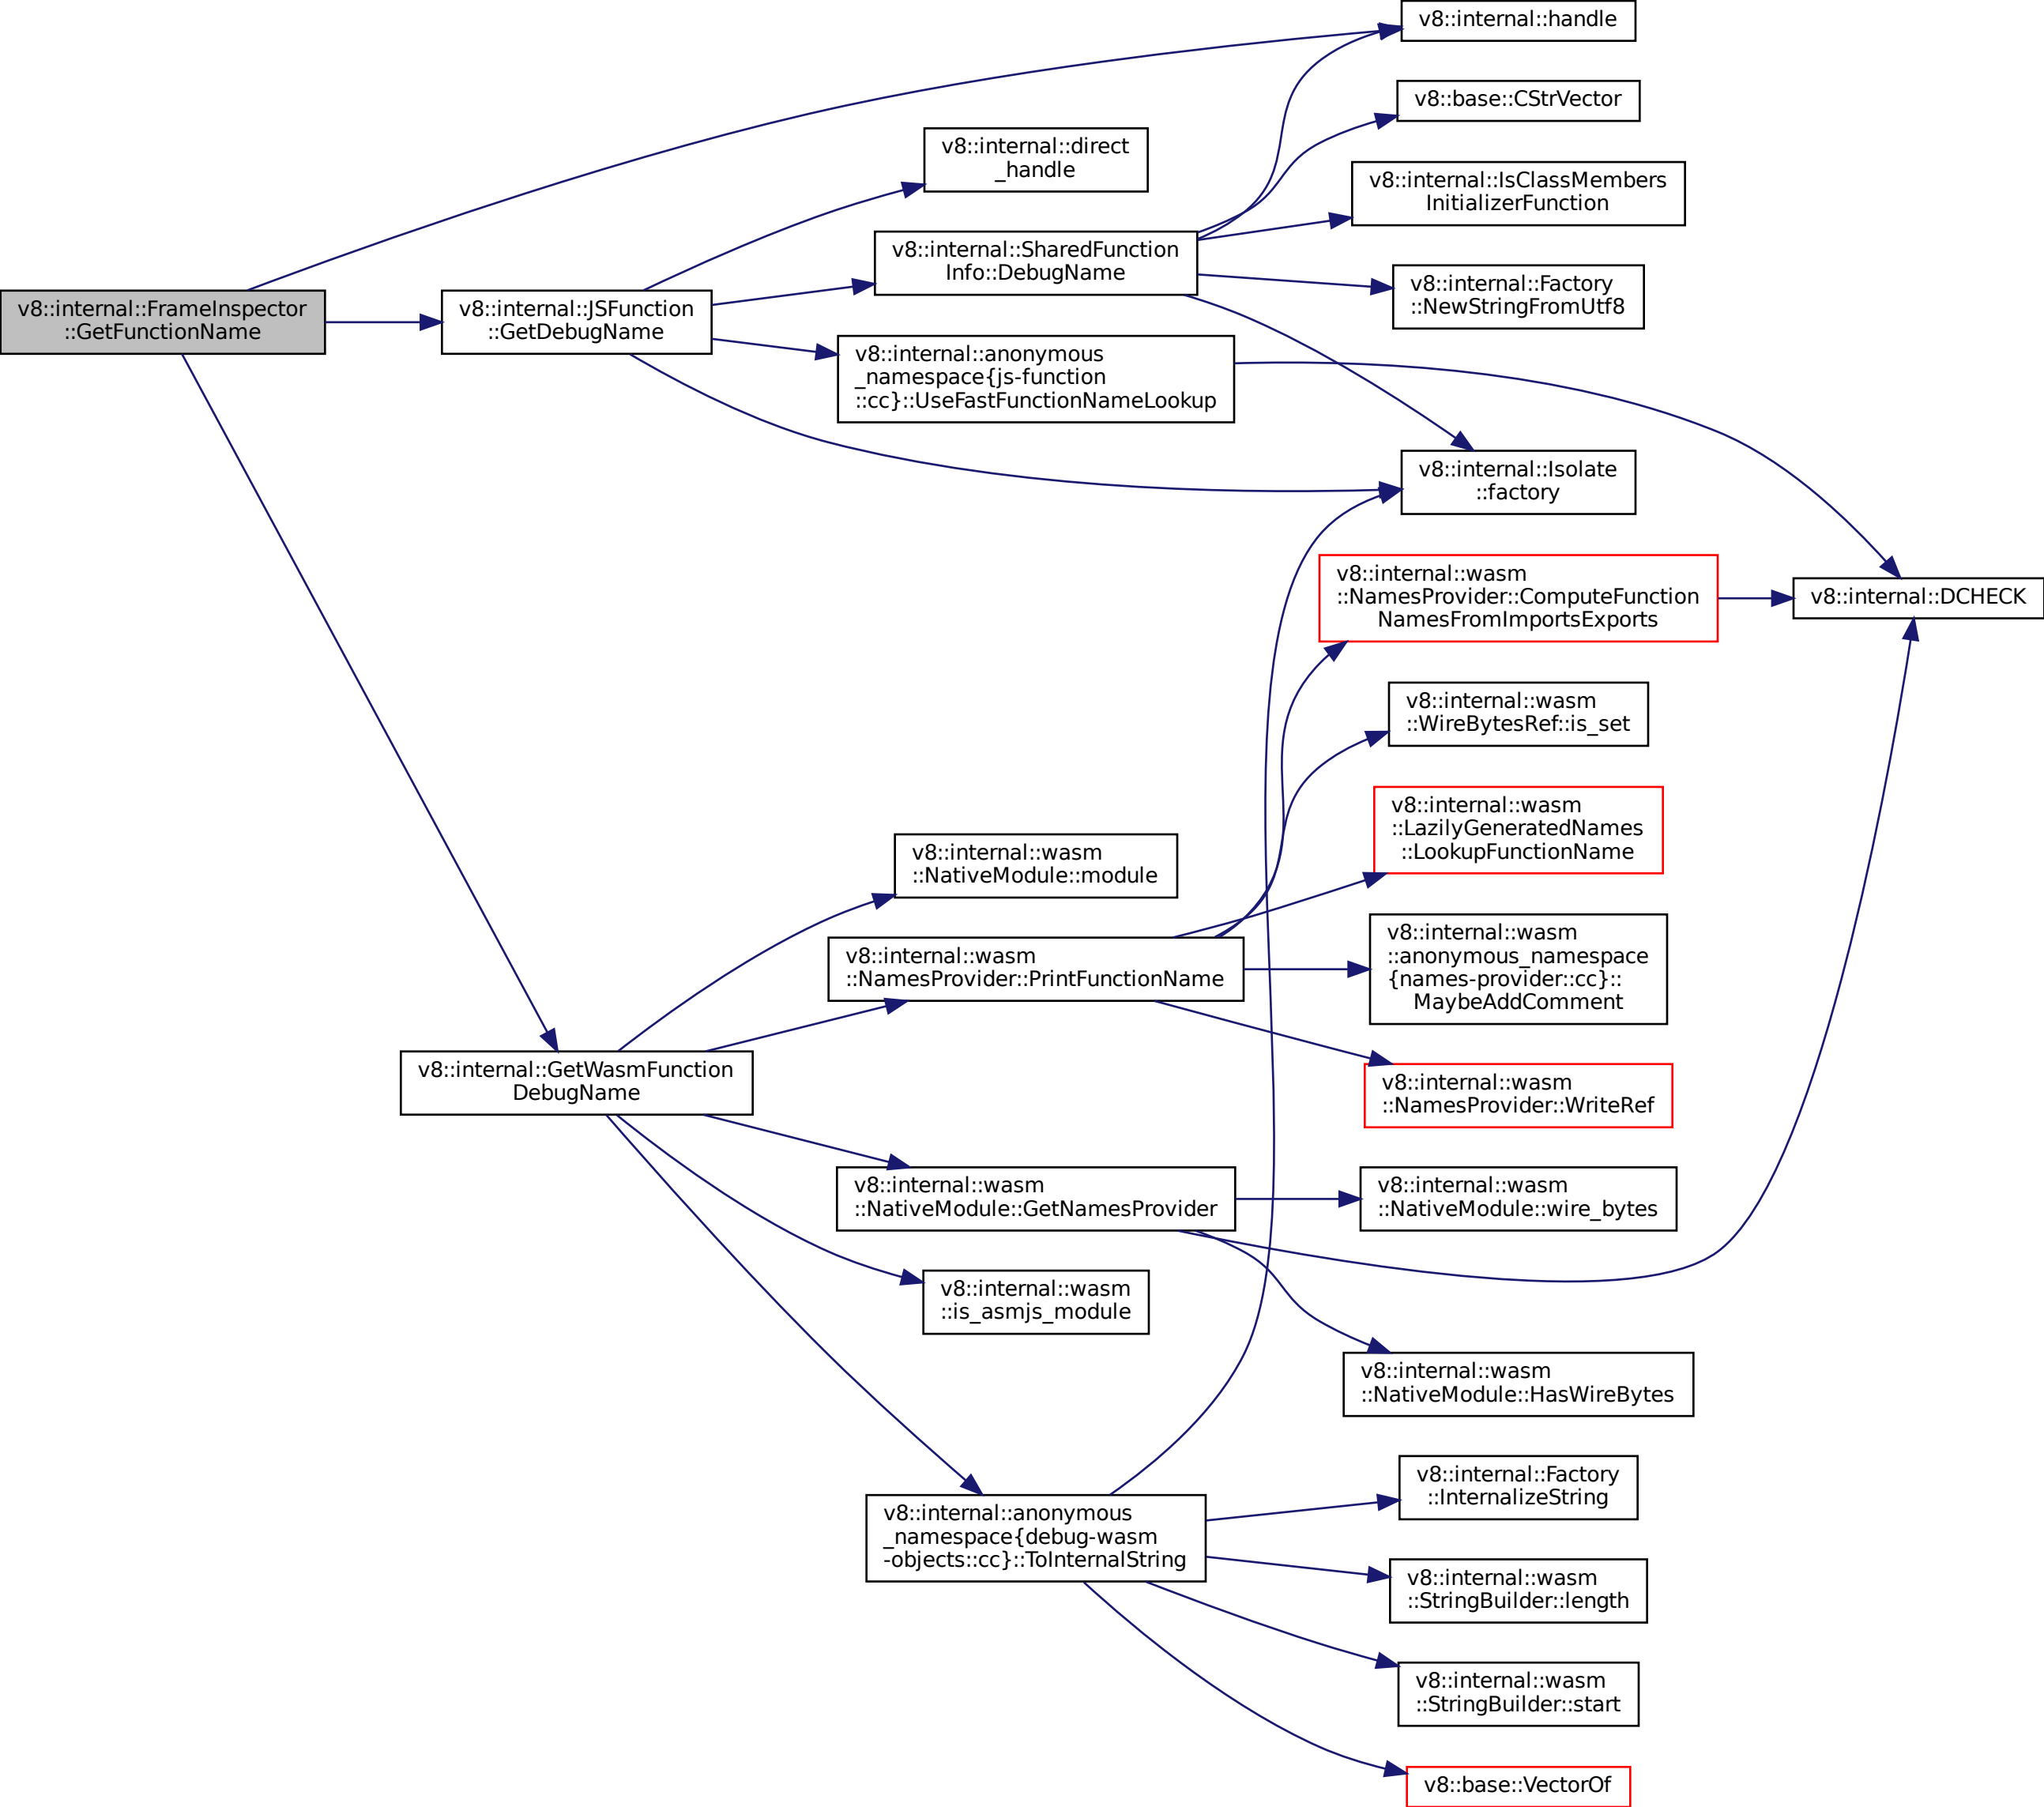 v8::internal::handle
v8::base::CStrVector
v8::internal::direct
_handle
v8::internal::IsClassMembers
InitializerFunction
v8::internal::SharedFunction
Info::DebugName
v8::internal::Factory
::NewStringFromUtf8
v8::internal::FrameInspector
::GetFunctionName
v8::internal::JSFunction
::GetDebugName
v8::internal::anonymous
_namespace{js-function
::cc}::UseFastFunctionNameLookup
v8::internal::Isolate
::factory
v8::internal::wasm
::NamesProvider::ComputeFunction
NamesFromImportsExports
v8::internal::DCHECK
v8::internal::wasm
::WireBytesRef::is_set
v8::internal::wasm
::LazilyGeneratedNames
::LookupFunctionName
v8::internal::wasm
::NativeModule::module
v8::internal::wasm
::NamesProvider::PrintFunctionName
v8::internal::wasm
::anonymous_namespace
{names-provider::cc}::
MaybeAddComment
v8::internal::GetWasmFunction
DebugName
v8::internal::wasm
::NamesProvider::WriteRef
v8::internal::wasm
::NativeModule::GetNamesProvider
v8::internal::wasm
::NativeModule::wire_bytes
v8::internal::wasm
::is_asmjs_module
v8::internal::wasm
::NativeModule::HasWireBytes
v8::internal::Factory
::InternalizeString
v8::internal::anonymous
_namespace{debug-wasm
-objects::cc}::ToInternalString
v8::internal::wasm
::StringBuilder::length
v8::internal::wasm
::StringBuilder::start
v8::base::VectorOf